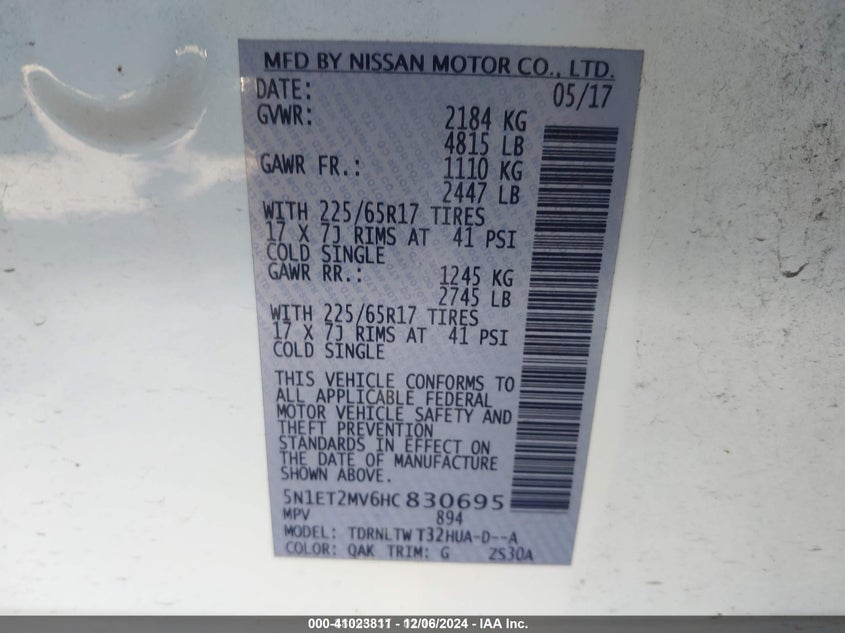 MFD BY NISSAN MOTOR CO., LTD.
DATE: 05/17
GVWR: 2184 KG
4815 LB
GAWR FR.: 1110 KG
2447 LB
WITH 225/65R17 TIRES
17 X 7J RIMS AT 41 PSI
COLD SINGLE
GAWR RR.: 1245 KG
2745 LB
WITH 225/65R17 TIRES
17 X 7J RIMS AT 41 PSI
COLD SINGLE
THIS VEHICLE CONFORMS TO
ALL APPLICABLE FEDERAL
MOTOR VEHICLE SAFETY AND
THEFT PREVENTION
STANDARDS IN EFFECT ON
THE DATE OF MANUFACTURE
SHOWN ABOVE.
5N1ET2MV6HC830695
MPV 894
MODEL: TDRNLTW T32HUA-D--A
COLOR: QAK TRIM: G ZS30A
000-41023811 - 12/06/2024 - IAA Inc.